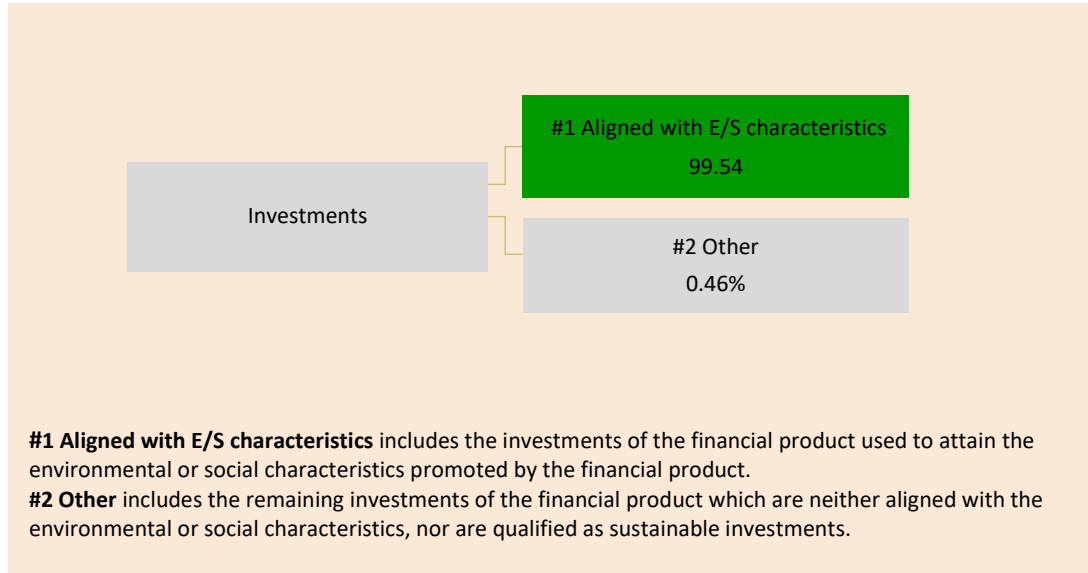 #1 Aligned with E/S characteristics
99.54
Investments
#2 Other
0.46%
#1 Aligned with E/S characteristics includes the investments of the financial product used to attain the
environmental or social characteristics promoted by the financial product.
#2 Other includes the remaining investments of the financial product which are neither aligned with the
environmental or social characteristics, nor are qualified as sustainable investments.